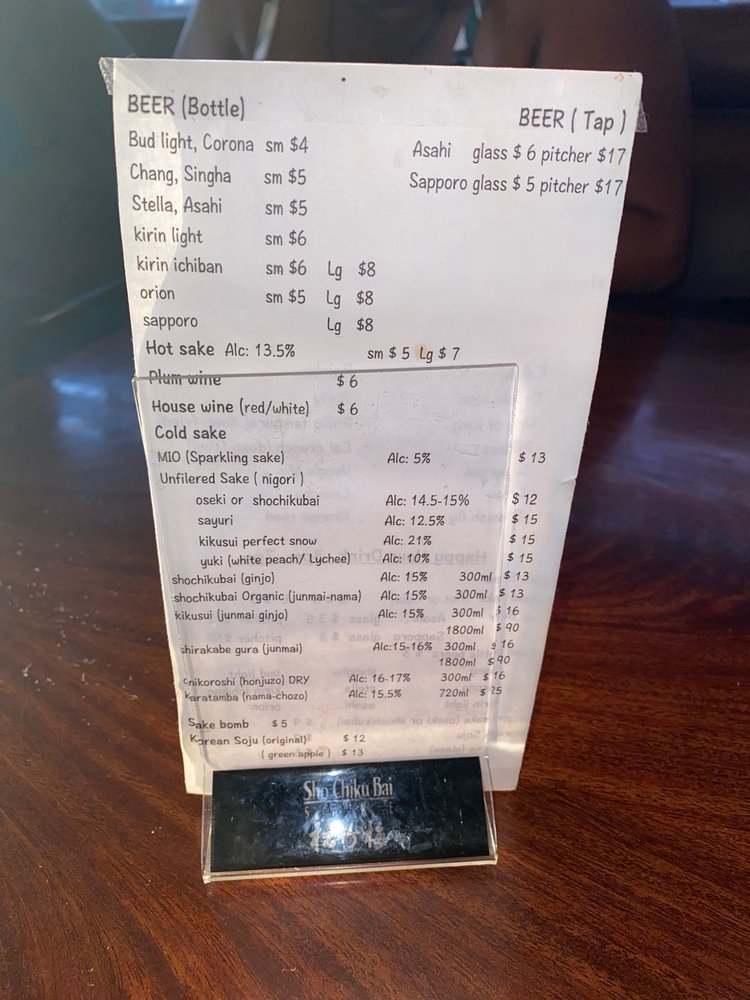 BEER (Bottle)
BEER ( Tap )
Bud light, Corona sm $4
Asahi glass $ 6 pitcher $17
Chang, Singha sm $5
Sapporo glass $ 5 pitcher $17
Stella, Asahi sm $5
kirin light sm $6
kirin ichiban sm $6 Lg $8
orion sm $5 Lg $8
sapporo Lg $8
Hot sake Alc: 13.5% sm $ 5 Lg $ 7
Plum wine $ 6
House wine (red/white) $ 6
Cold sake
MIO (Sparkling sake) Alc: 5% $ 13
Unfilered Sake ( nigori )
oseki or shochikubai Alc: 14.5-15% $ 12
sayuri Alc: 12.5% $ 15
kikusui perfect snow Alc: 21% $ 15
yuki (white peach/ Lychee) Alc: 10% $ 15
shochikubai (ginjo) Alc: 15% 300ml $ 13
shochikubai Organic (junmai-nama) Alc: 15% 300ml $ 13
kikusui (junmai ginjo) Alc: 15% 300ml $ 16
1800ml $ 90
shirakabe gura (junmai) Alc:15-16% 300ml $ 16
1800ml $ 90
onikoroshi (honjuzo) DRY Alc: 16-17% 300ml $ 16
Karatamba (nama-chozo) Alc: 15.5% 720ml $ 25
Sake bomb $ 5
Korean Soju (original) $ 12
( green apple ) $ 13
Sho Chiku Bai